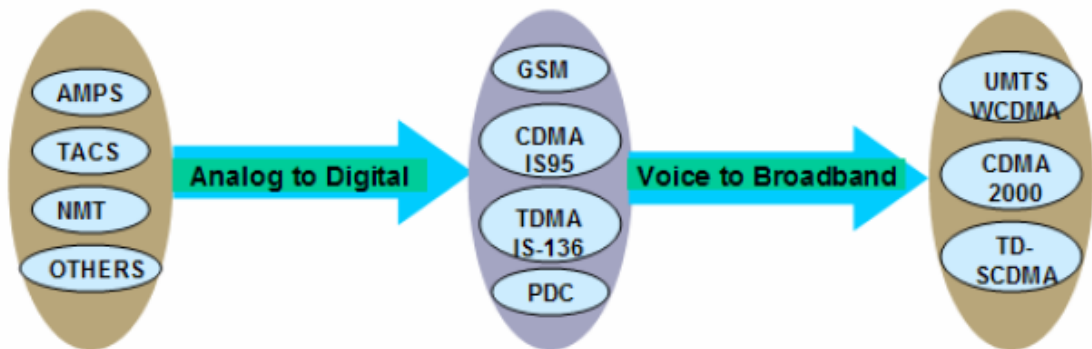 AMPS
TACS
NMT
OTHERS
Analog to Digital
GSM
CDMA
IS95
TDMA
IS-136
PDC
Voice to Broadband
UMTS
WCDMA
CDMA
2000
TD-
SCDMA